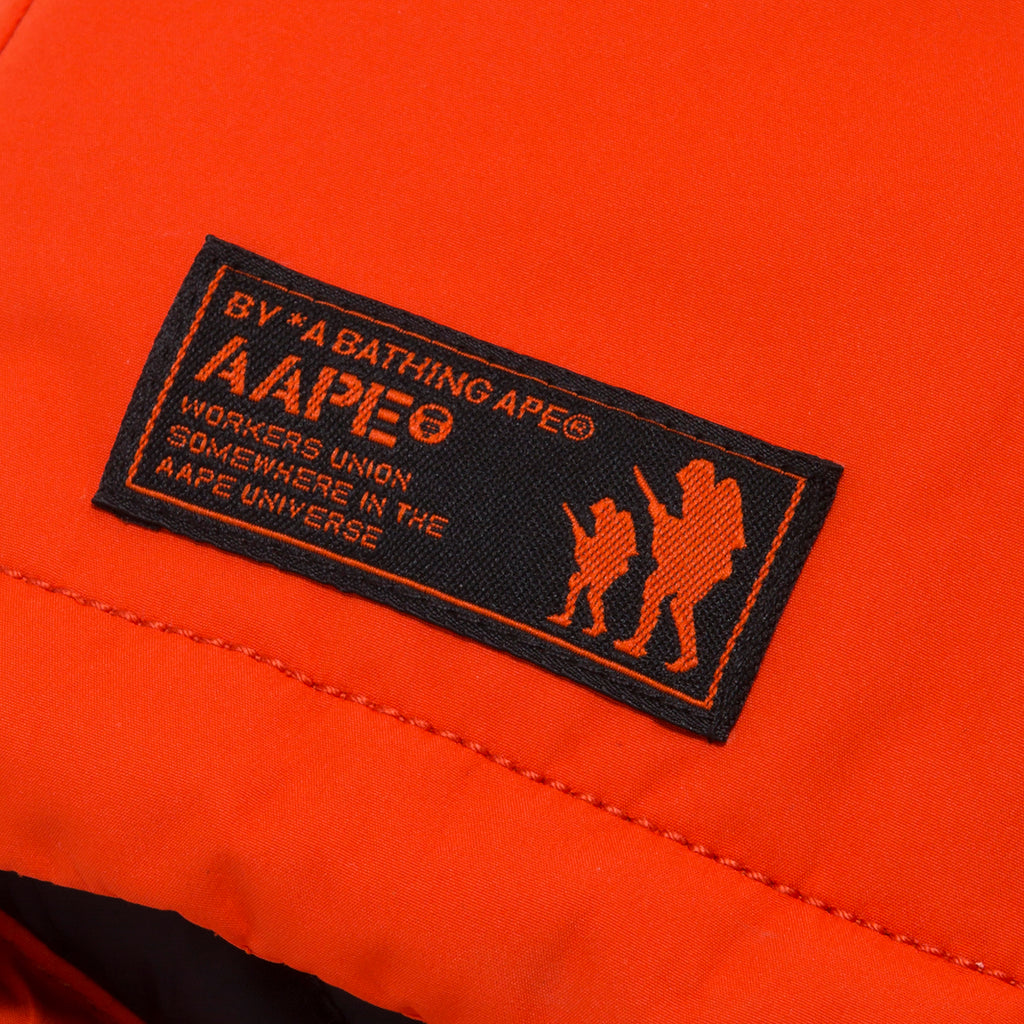 BY *A BATHING APE®
AAPE
WORKERS UNION
SOMEWHERE IN THE
AAPE UNIVERSE